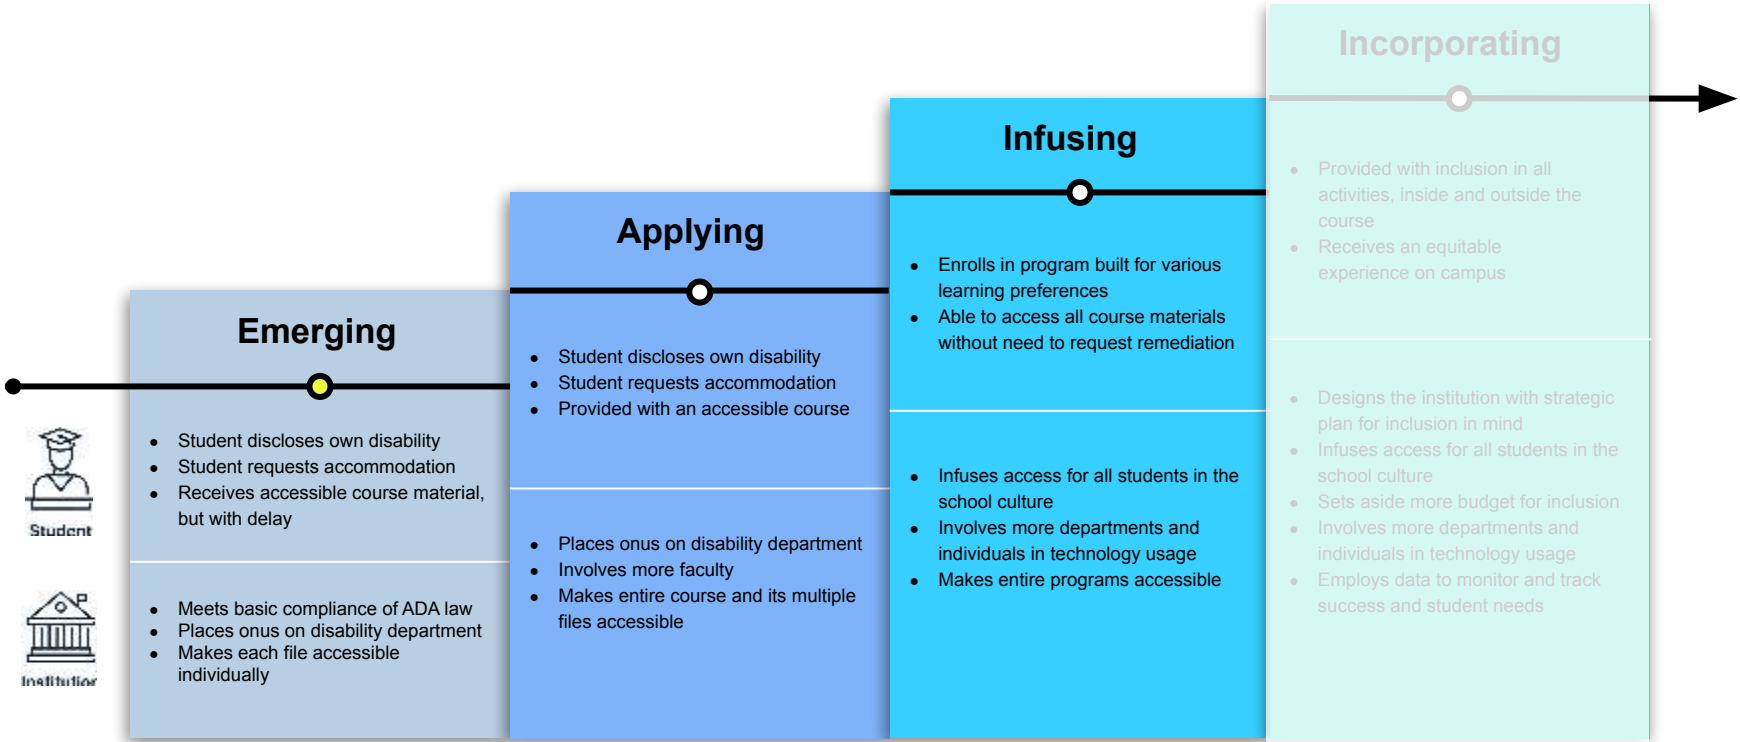 Emerging
● Student discloses own disability
● Student requests accommodation
● Receives accessible course material,
but with delay
● Meets basic compliance of ADA law
● Places onus on disability department
● Makes each file accessible
individually
Applying
● Student discloses own disability
● Student requests accommodation
● Provided with an accessible course
● Places onus on disability department
● Involves more faculty
● Makes entire course and its multiple
files accessible
Infusing
● Enrolls in program built for various
learning preferences
● Able to access all course materials
without need to request remediation
● Infuses access for all students in the
school culture
● Involves more departments and
individuals in technology usage
● Makes entire programs accessible
Incorporating
● Provided with inclusion in all
activities, inside and outside the
course
● Receives an equitable
experience on campus
● Designs the institution with strategic
plan for inclusion in mind
● Infuses access for all students in the
school culture
● Sets aside more budget for inclusion
● Involves more departments and
individuals in technology usage
● Employs data to monitor and track
success and student needs
Student
Institution